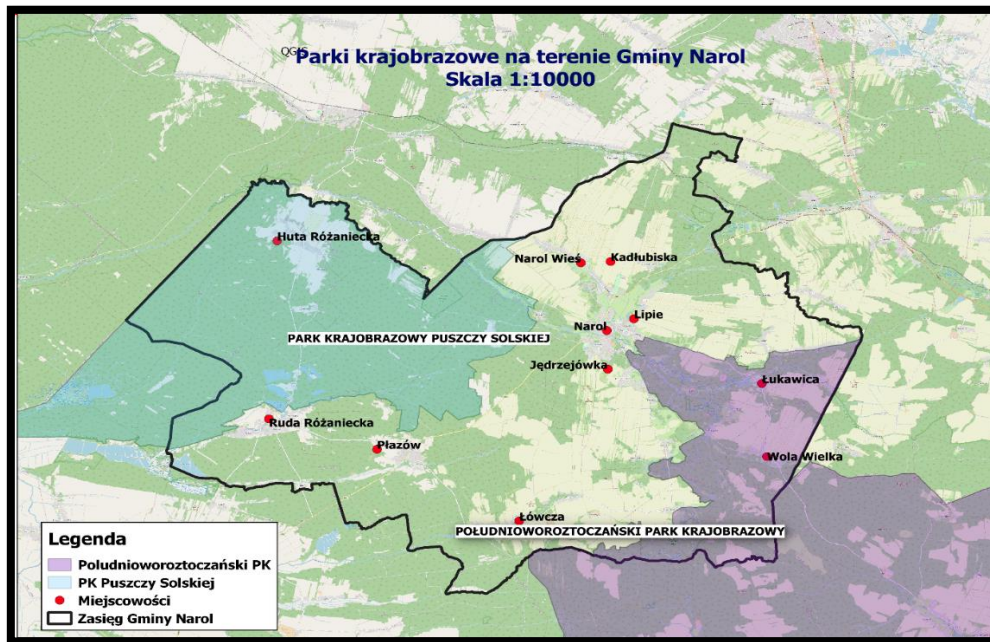 QGIS
Parki krajobrazowe na terenie Gminy Narol
Skala 1:10000
Huta Różaniecka
Narol Wieś
Kadłubiska
Lipie
Narol
PARK KRAJOBRAZOWY PUSZCZY SOLSKIEJ
Jędrzejówka
Łukawica
Ruda Różaniecka
Płazów
Wola Wielka
Łówcza
POŁUDNIOWOROZTOCZAŃSKI PARK KRAJOBRAZOWY
Legenda
Południoworoztoczański PK
PK Puszczy Solskiej
Miejscowości
Zasięg Gminy Narol